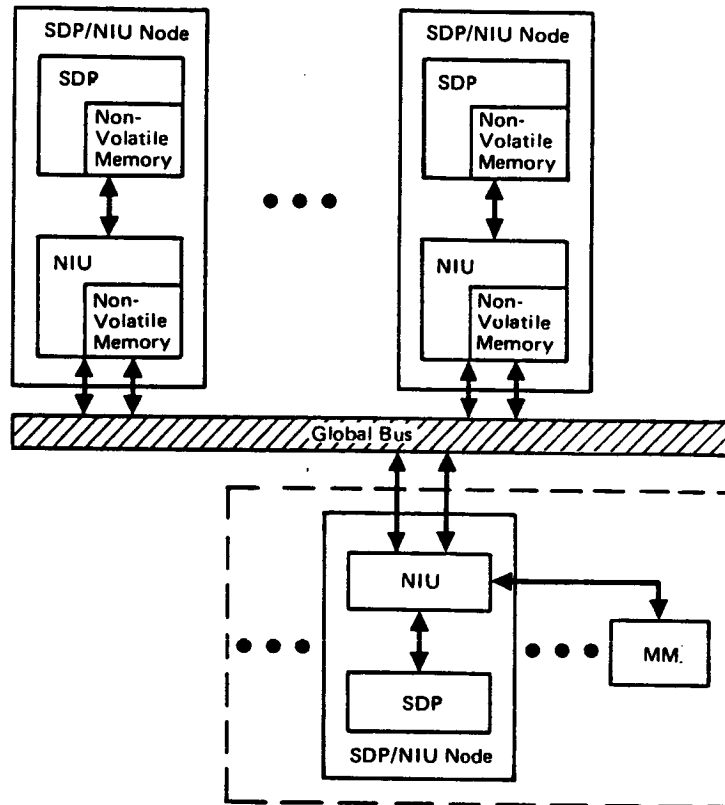 SDP/NIU Node
SDP
Non-
Volatile
Memory
NIU
Non-
Volatile
Memory
SDP/NIU Node
SDP
Non-
Volatile
Memory
NIU
Non-
Volatile
Memory
Global Bus
NIU
SDP
SDP/NIU Node
MM.